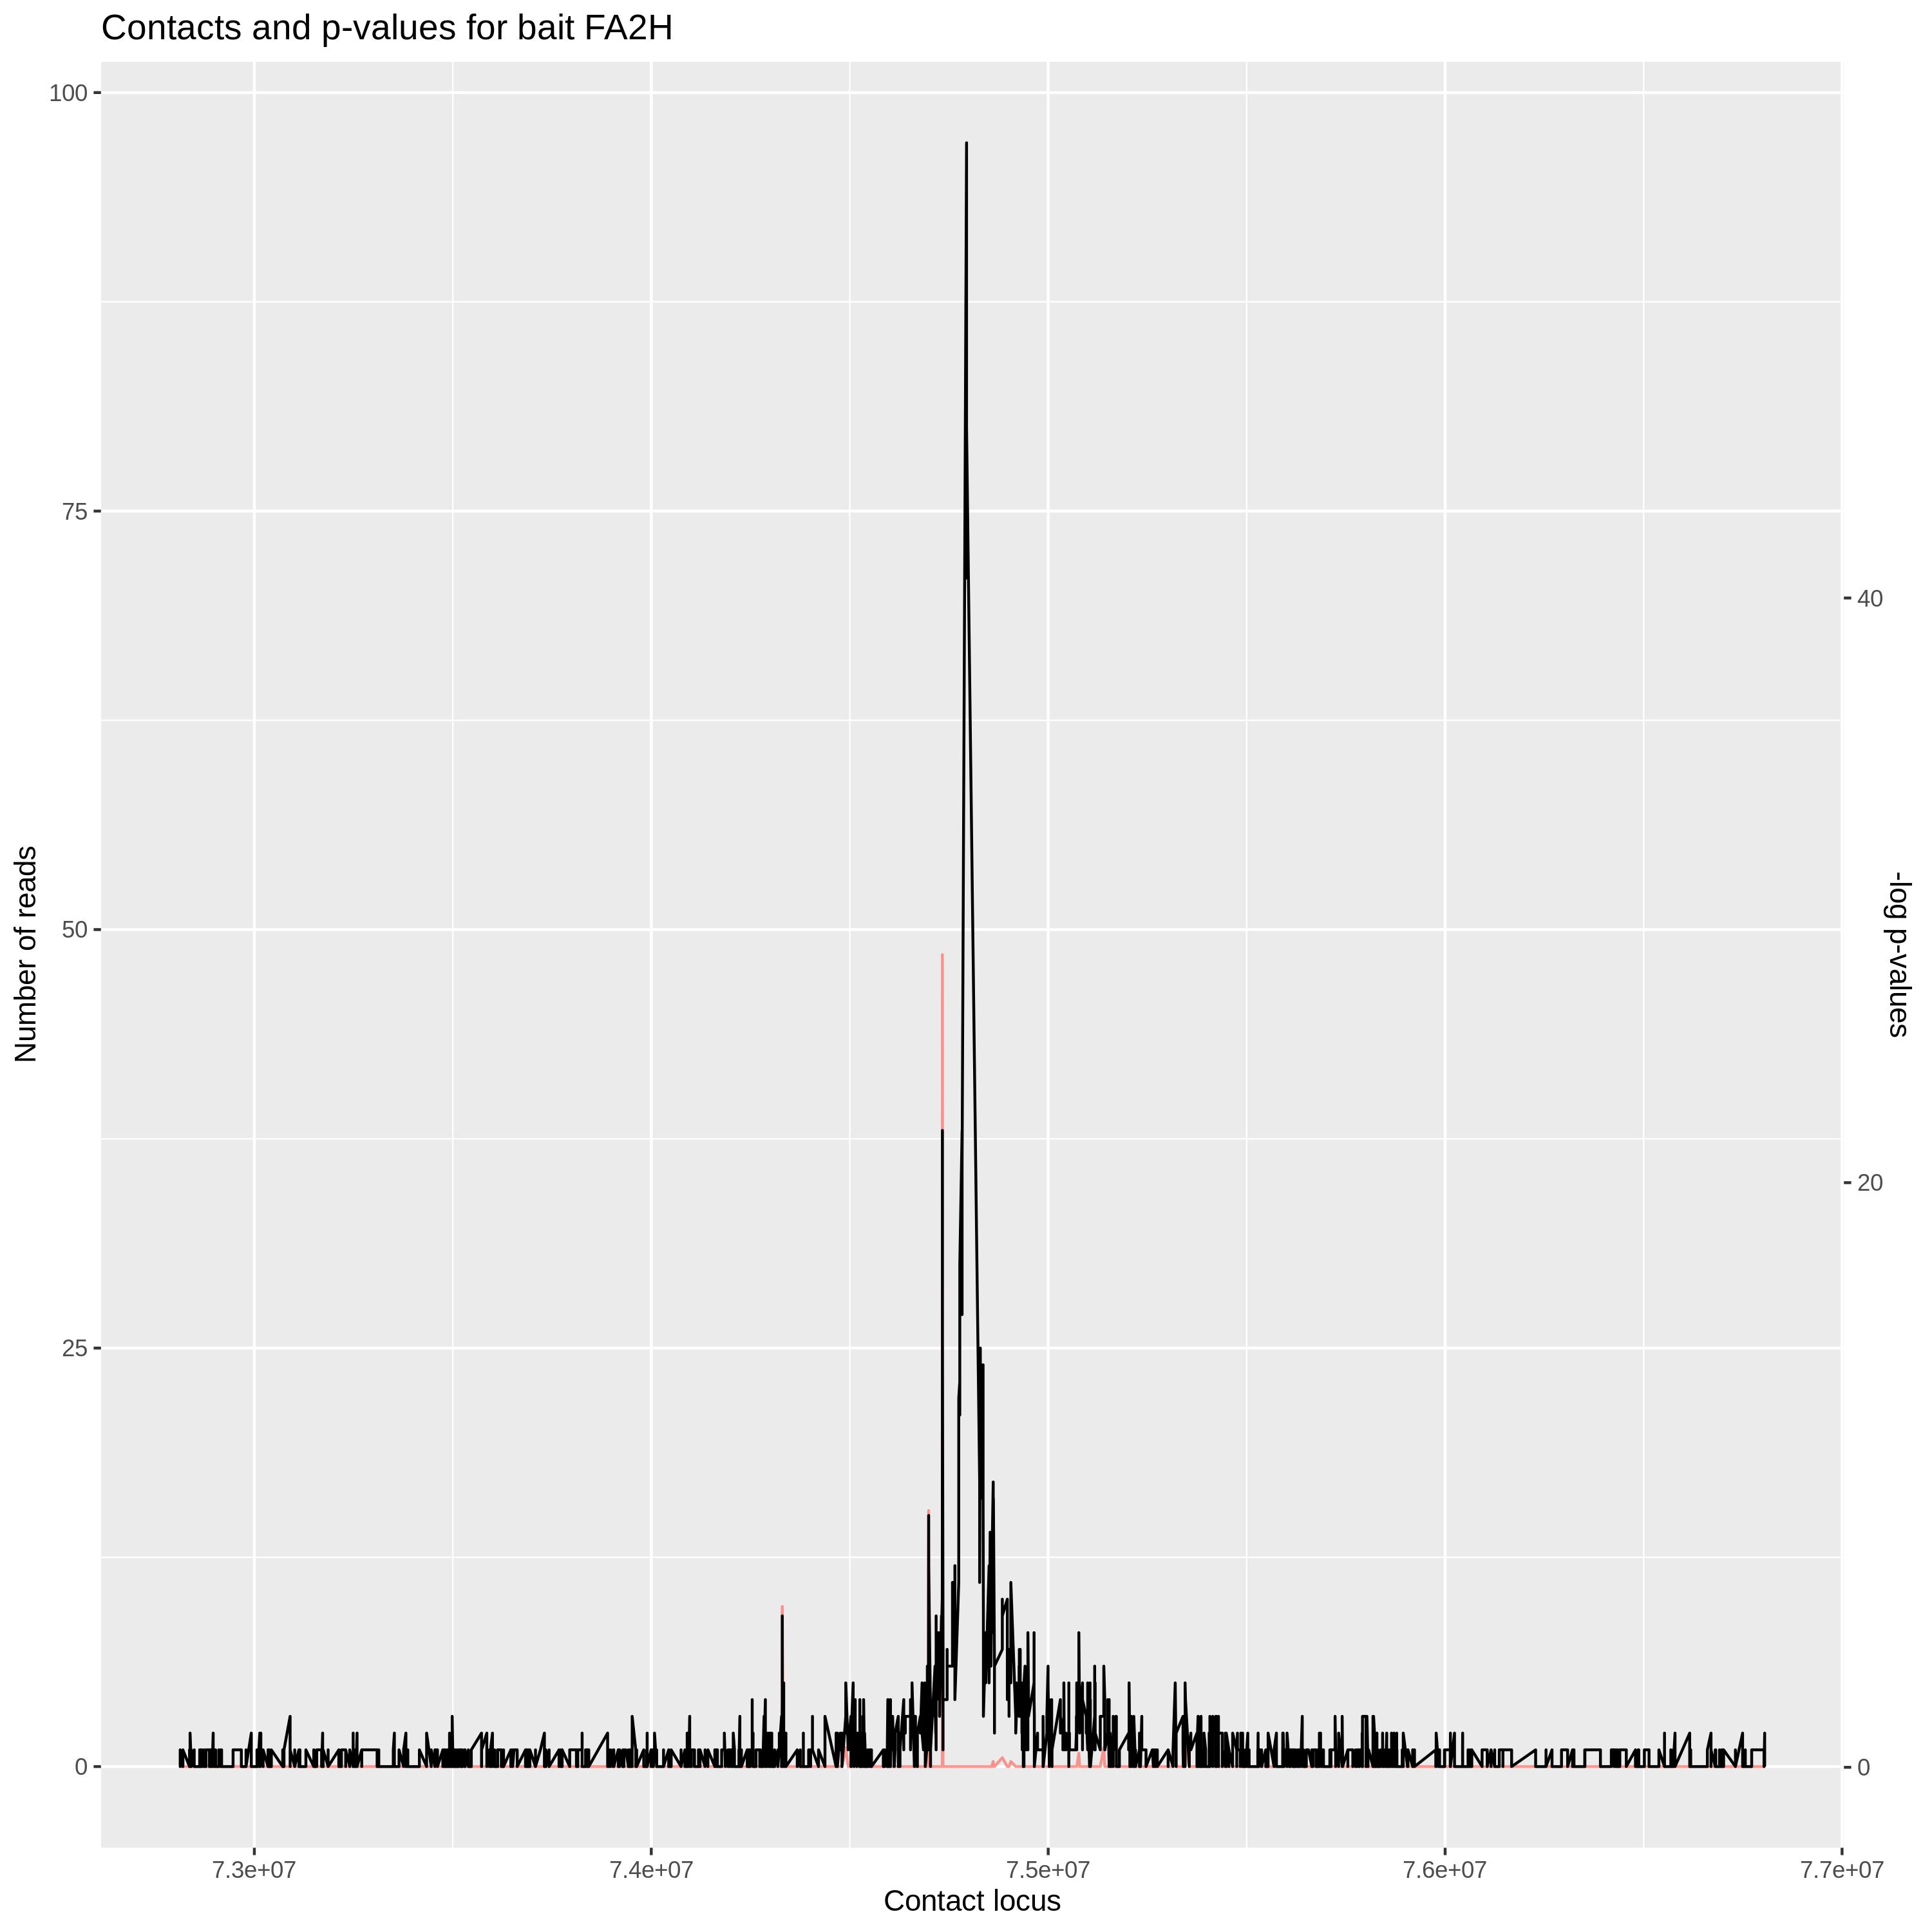 Contacts and p-values for bait FA2H
100
75
50
25
0
Number of reads
40
20
0
-log p-values
7.3e+07
7.4e+07
7.5e+07
7.6e+07
7.7e+07
Contact locus